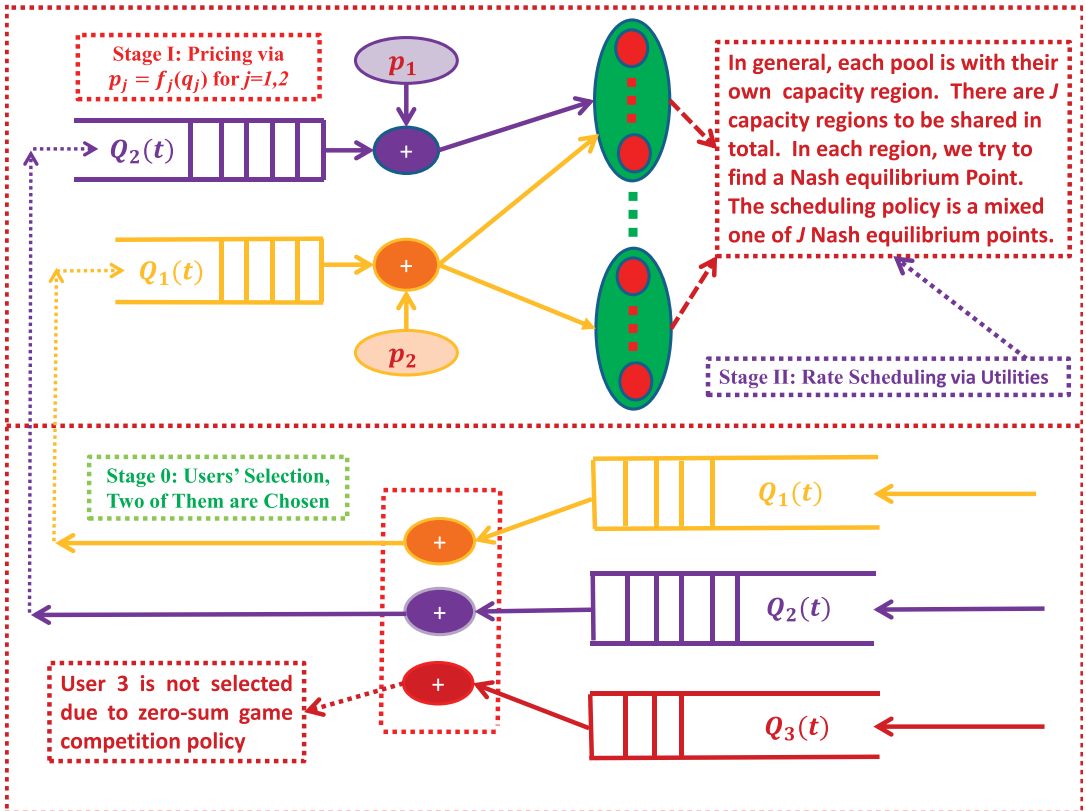 Stage I: Pricing via
p_j = f_j(q_j) for j=1,2
p_1
Q_2(t)
+
Q_1(t)
+
p_2
In general, each pool is with their
own capacity region. There are J
capacity regions to be shared in
total. In each region, we try to
find a Nash equilibrium Point.
The scheduling policy is a mixed
one of J Nash equilibrium points.
Stage II: Rate Scheduling via Utilities
Stage 0: Users' Selection,
Two of Them are Chosen
+
Q_1(t)
+
Q_2(t)
+
Q_3(t)
User 3 is not selected
due to zero-sum game
competition policy